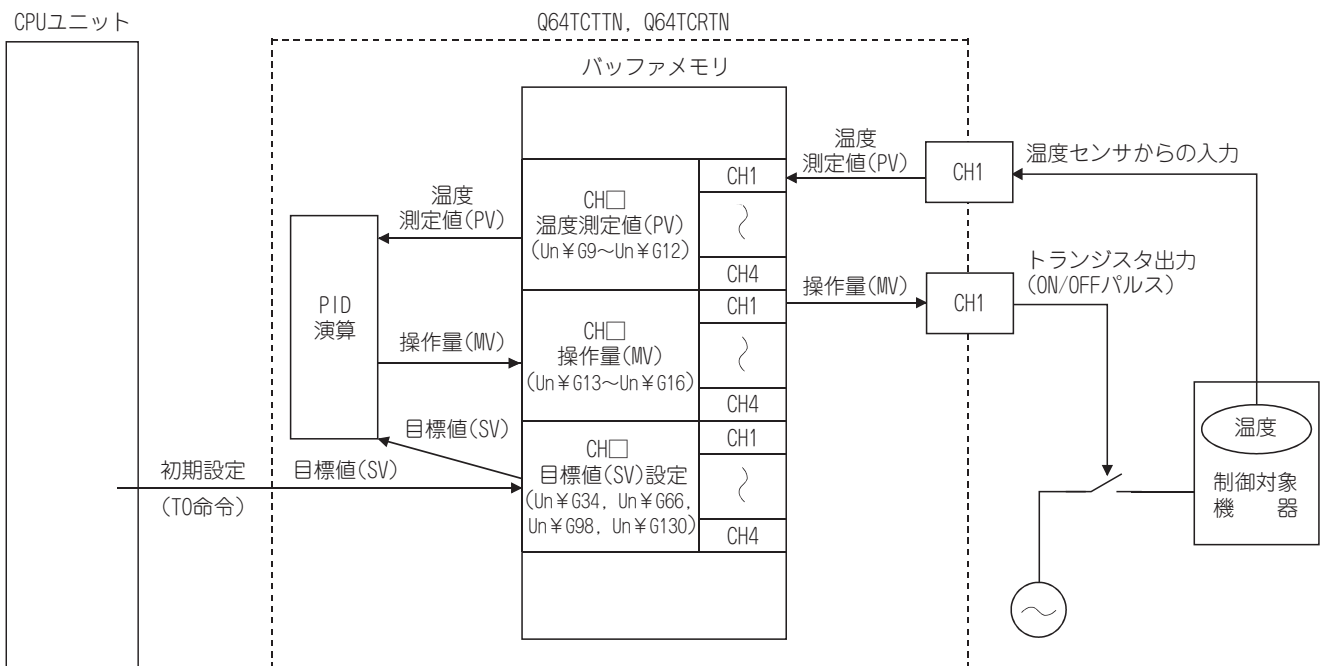 CPUユニット
Q64TCTTN, Q64TCRTN
バッファメモリ
温度
測定値(PV)
CH1
温度センサからの入力
CH□
温度測定値(PV)
(Un¥G9～Un¥G12)
CH1
CH4
温度
測定値(PV)
PID
演算
操作量(MV)
CH□
操作量(MV)
(Un¥G13～Un¥G16)
CH1
CH4
操作量(MV)
CH1
トランジスタ出力
(ON/OFFパルス)
目標値(SV)
CH□
目標値(SV)設定
(Un¥G34, Un¥G66,
Un¥G98, Un¥G130)
CH1
CH4
初期設定
(TO命令)
目標値(SV)
温度
制御対象
機　　器